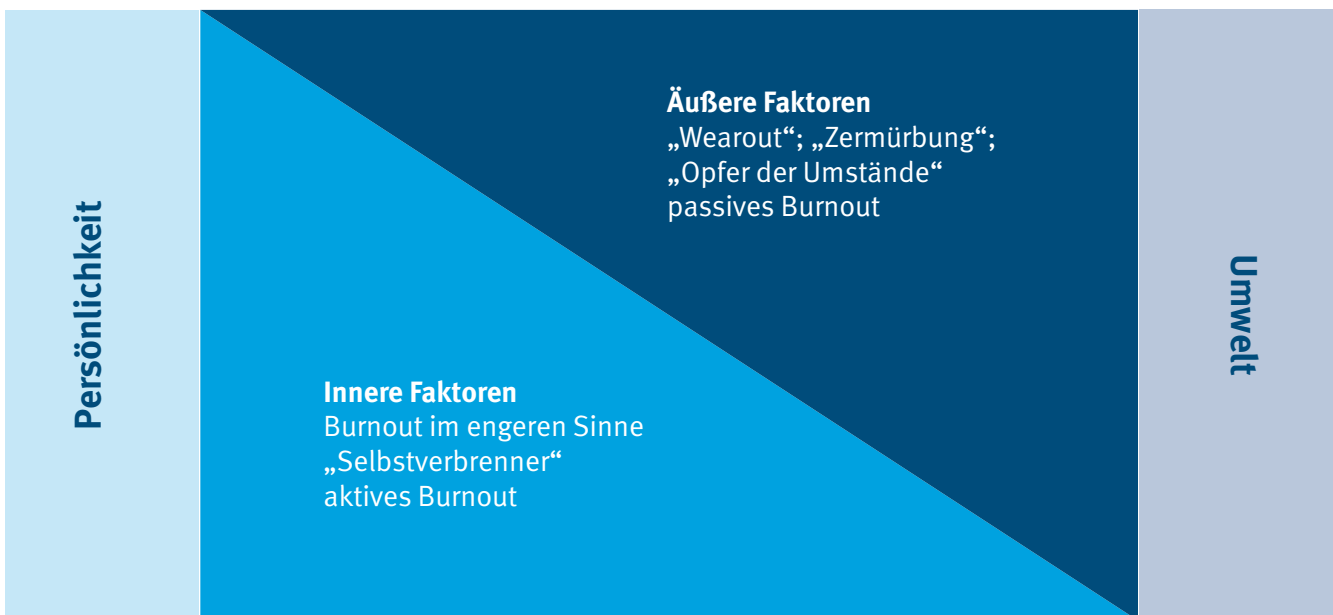 Persönlichkeit
Äußere Faktoren
„Wearout“; „Zermürbung“;
„Opfer der Umstände“
passives Burnout
Innere Faktoren
Burnout im engeren Sinne
„Selbstverbrenner“
aktives Burnout
Umwelt